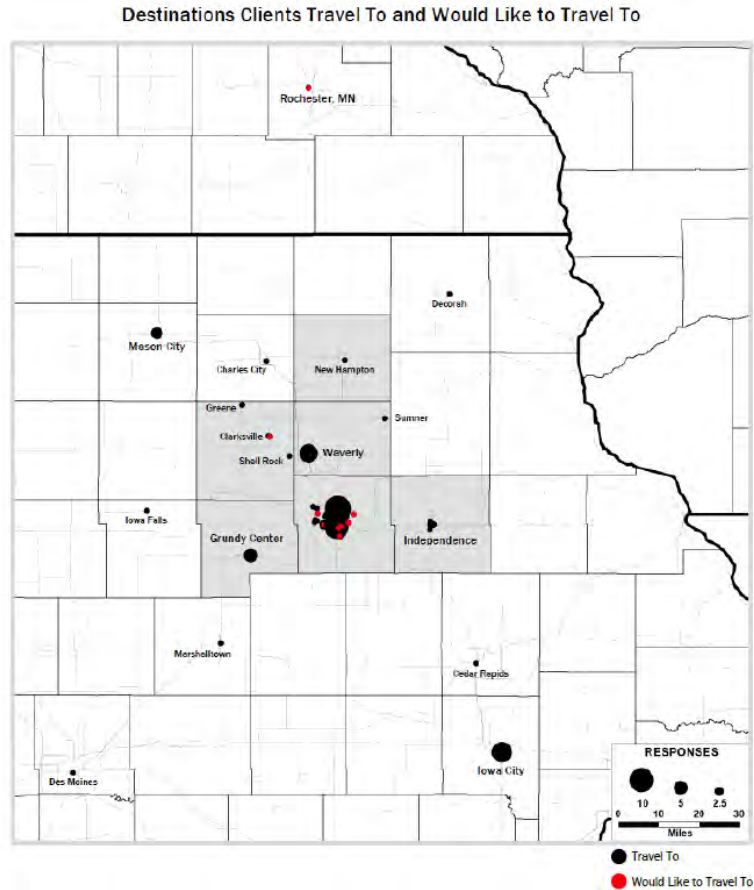 Destinations Clients Travel To and Would Like to Travel To
Rochester, MN
Decorah
Mason City
Charles City
New Hampton
Greene
Sumner
Clarksville
Waverly
Shell Rock
Iowa Falls
Grundy Center
Independence
Marshalltown
Cedar Rapids
Iowa City
Des Moines
RESPONSES
10 5 2.5
0 10 20 30
Miles
Travel To
Would Like to Travel To